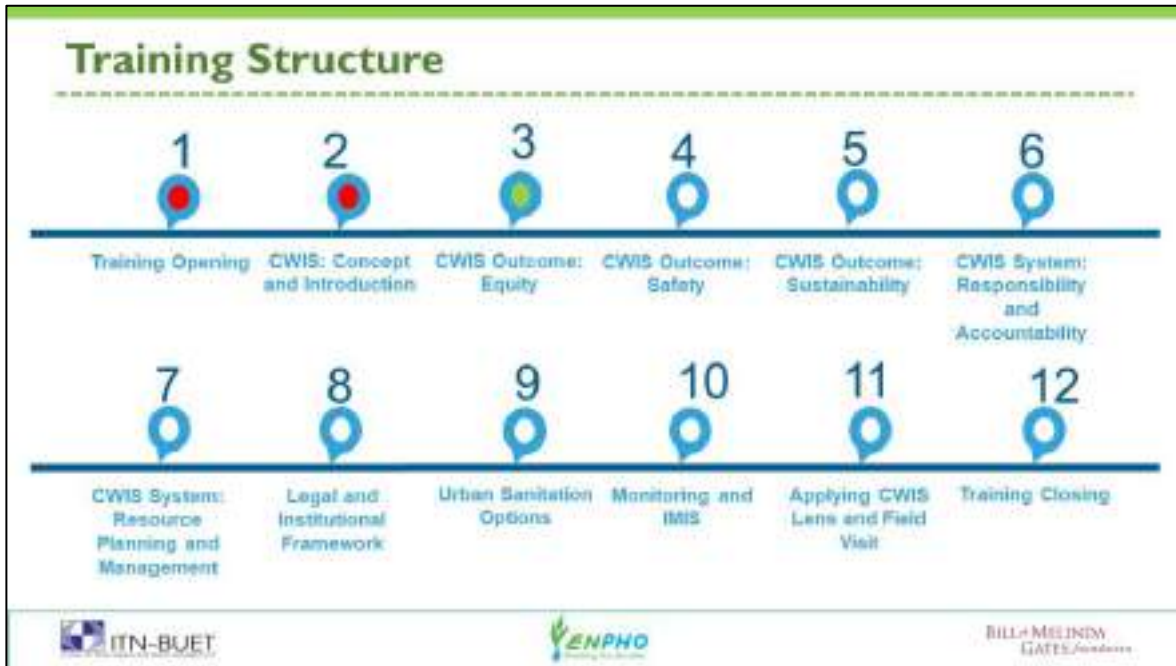 Training Structure
1
2
3
4
5
6
Training Opening
CWIS: Concept
and Introduction
CWIS Outcome:
Equity
CWIS Outcome:
Safety
CWIS Outcome:
Sustainability
CWIS System:
Responsibility
and
Accountability
7
8
9
10
11
12
CWIS System:
Resource
Planning and
Management
Legal and
Institutional
Framework
Urban Sanitation
Options
Monitoring and
IMIS
Applying CWIS
Lens and Field
Visit
Training Closing
ITN-BUET
ENPHO
BILL & MELINDA
GATES foundation